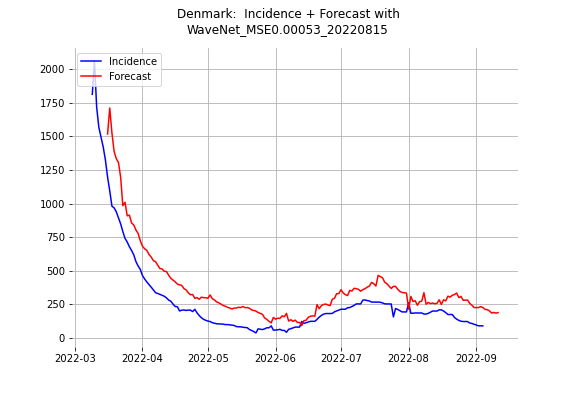 Denmark:  Incidence + Forecast with
WaveNet_MSE0.00053_20220815
Incidence
Forecast
2000
1750
1500
1250
1000
750
500
250
0
2022-03 2022-04 2022-05 2022-06 2022-07 2022-08 2022-09